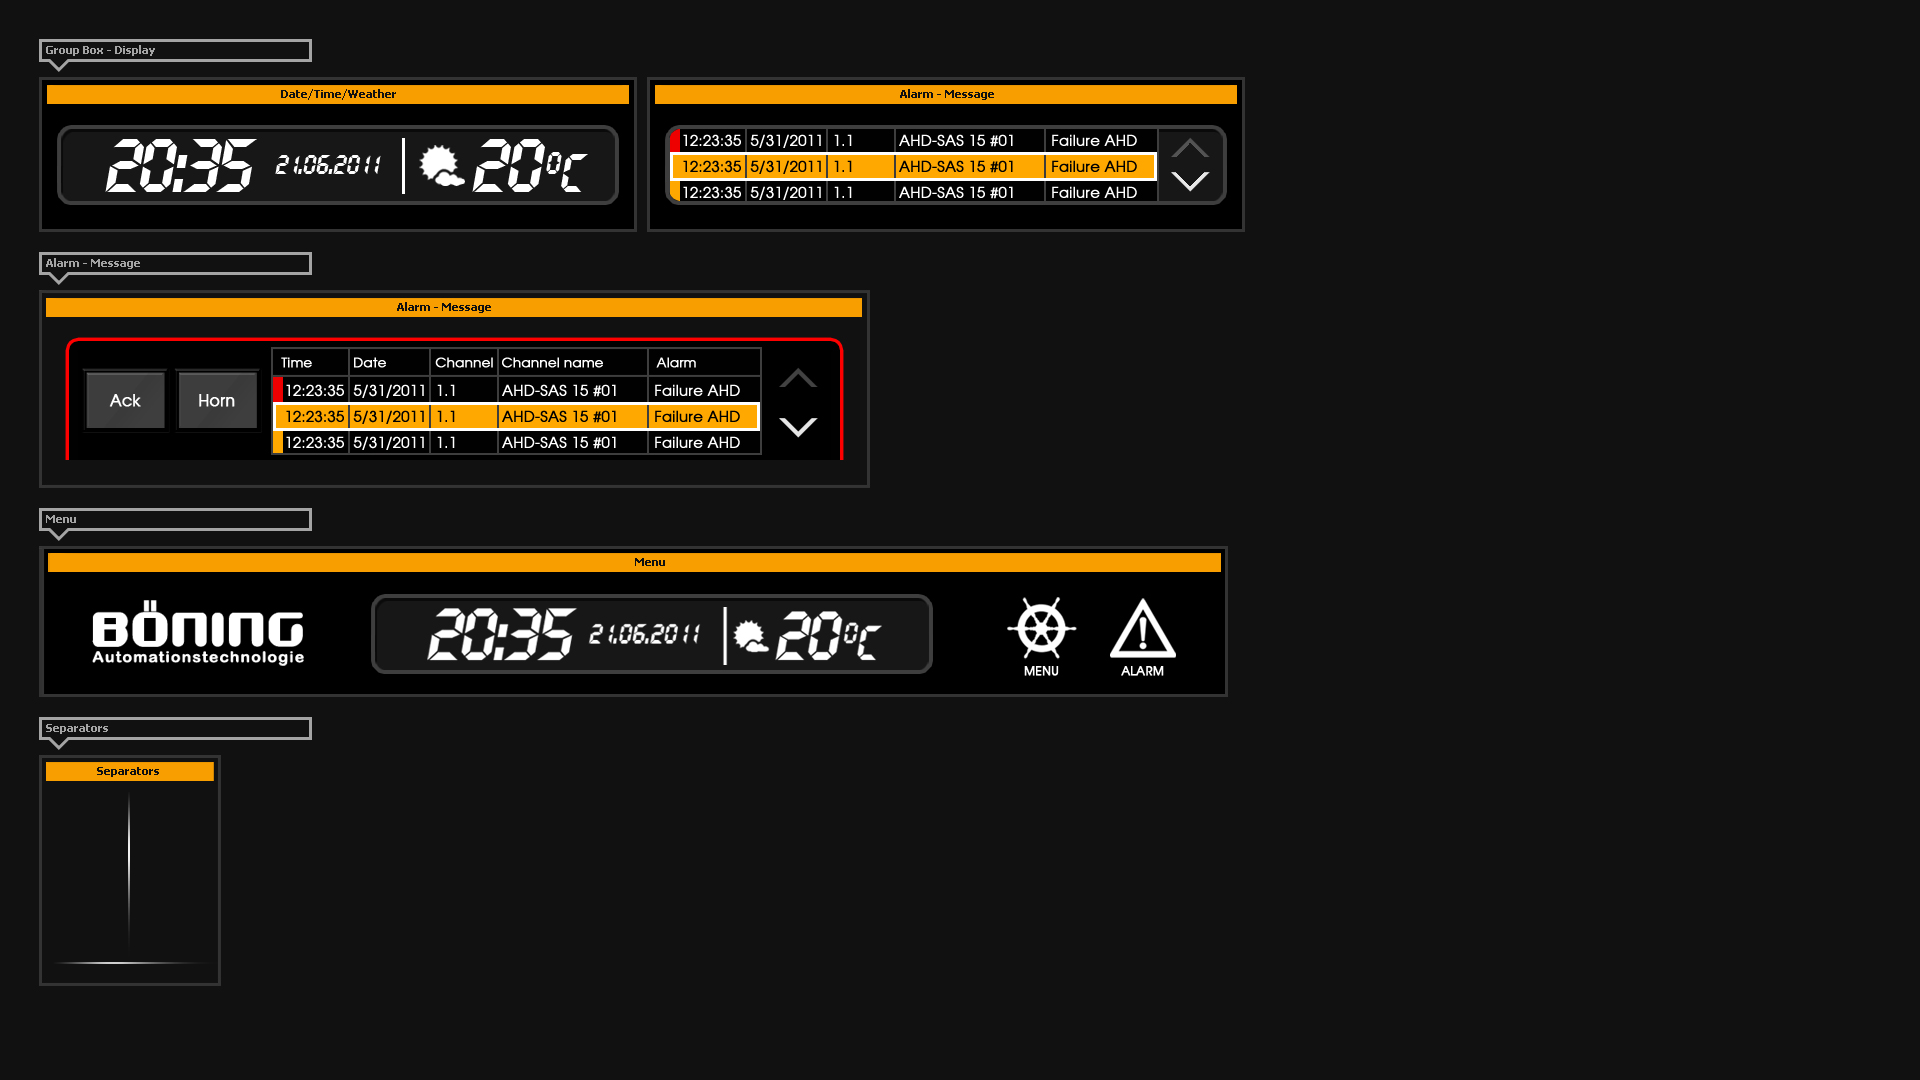 Group Box - Display
Date/Time/Weather
20:35 21.06.2011 20°C
Alarm - Message
12:23:35 5/31/2011 1.1 AHD-SAS 15 #01 Failure AHD
12:23:35 5/31/2011 1.1 AHD-SAS 15 #01 Failure AHD
12:23:35 5/31/2011 1.1 AHD-SAS 15 #01 Failure AHD
Alarm - Message
Alarm - Message
Ack
Horn
Time Date Channel Channel name Alarm
12:23:35 5/31/2011 1.1 AHD-SAS 15 #01 Failure AHD
12:23:35 5/31/2011 1.1 AHD-SAS 15 #01 Failure AHD
12:23:35 5/31/2011 1.1 AHD-SAS 15 #01 Failure AHD
Menu
Menu
BÖNING
Automationstechnologie
20:35 21.06.2011 20°C
MENU
ALARM
Separators
Separators